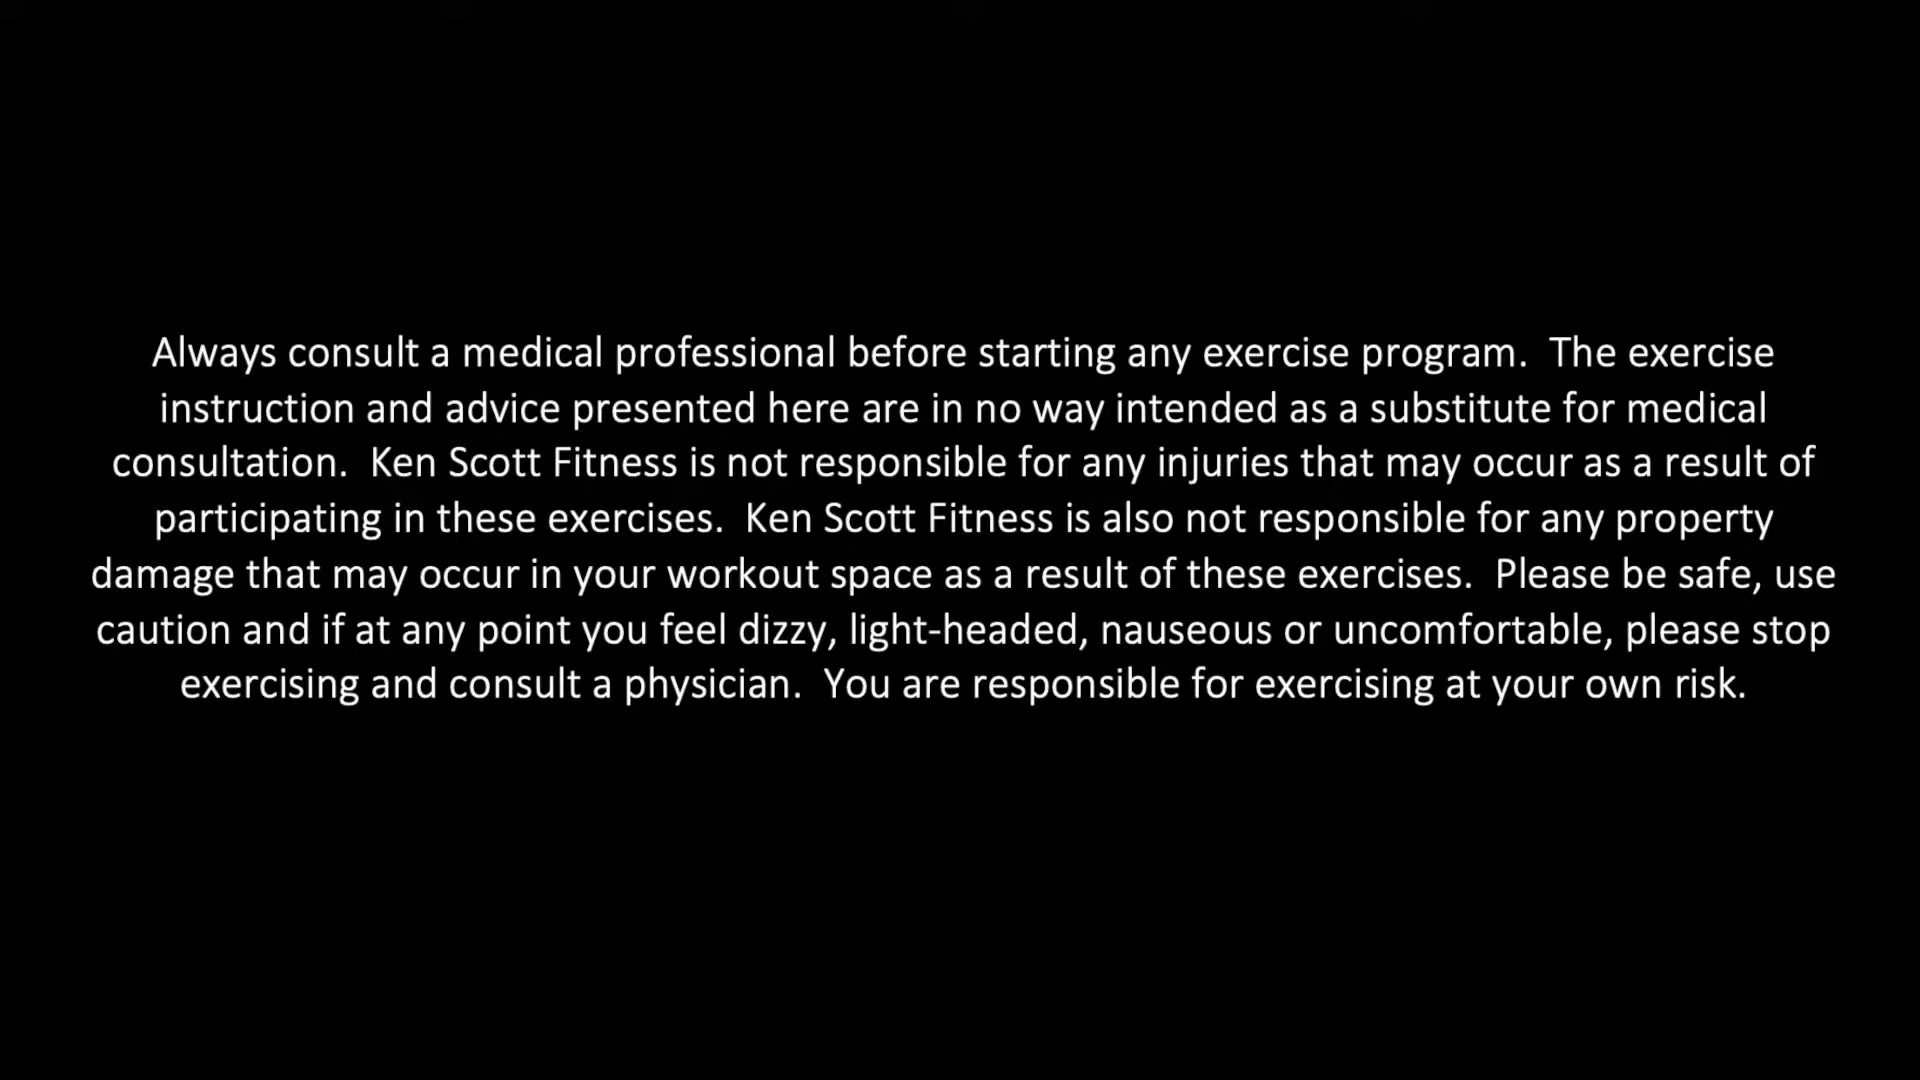 Always consult a medical professional before starting any exercise program.  The exercise
instruction and advice presented here are in no way intended as a substitute for medical
consultation.  Ken Scott Fitness is not responsible for any injuries that may occur as a result of
participating in these exercises.  Ken Scott Fitness is also not responsible for any property
damage that may occur in your workout space as a result of these exercises.  Please be safe, use
caution and if at any point you feel dizzy, light-headed, nauseous or uncomfortable, please stop
exercising and consult a physician.  You are responsible for exercising at your own risk.